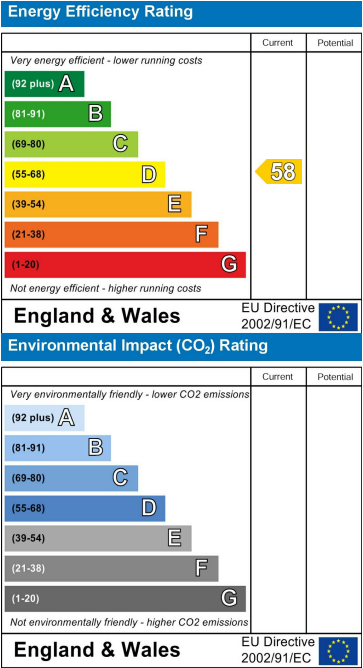 Energy Efficiency Rating
Current Potential
Very energy efficient - lower running costs
(92 plus) A
(81-91) B
(69-80) C
(55-68) D
58
(39-54) E
(21-38) F
(1-20) G
Not energy efficient - higher running costs
England & Wales
EU Directive
2002/91/EC
Environmental Impact (CO₂) Rating
Current Potential
Very environmentally friendly - lower CO2 emissions
(92 plus) A
(81-91) B
(69-80) C
(55-68) D
(39-54) E
(21-38) F
(1-20) G
Not environmentally friendly - higher CO2 emissions
England & Wales
EU Directive
2002/91/EC